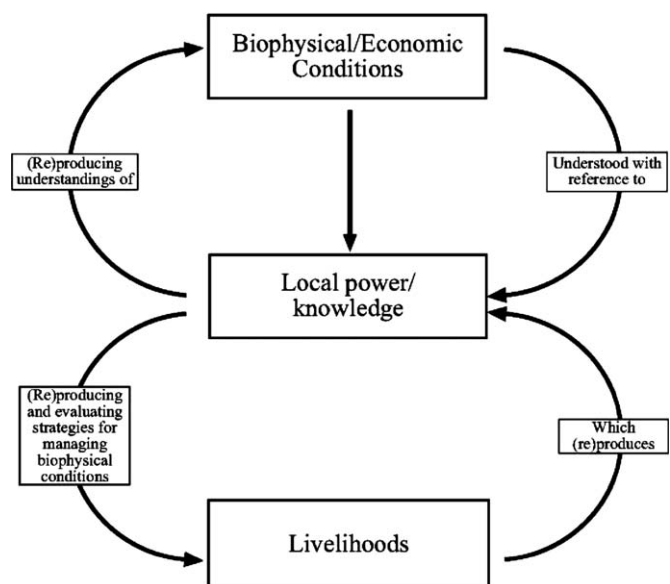 Biophysical/Economic
Conditions
(Re)producing
understandings of
Understood with
reference to
Local power/
knowledge
(Re)producing
and evaluating
strategies for
managing
biophysical
conditions
Which
(re)produces
Livelihoods